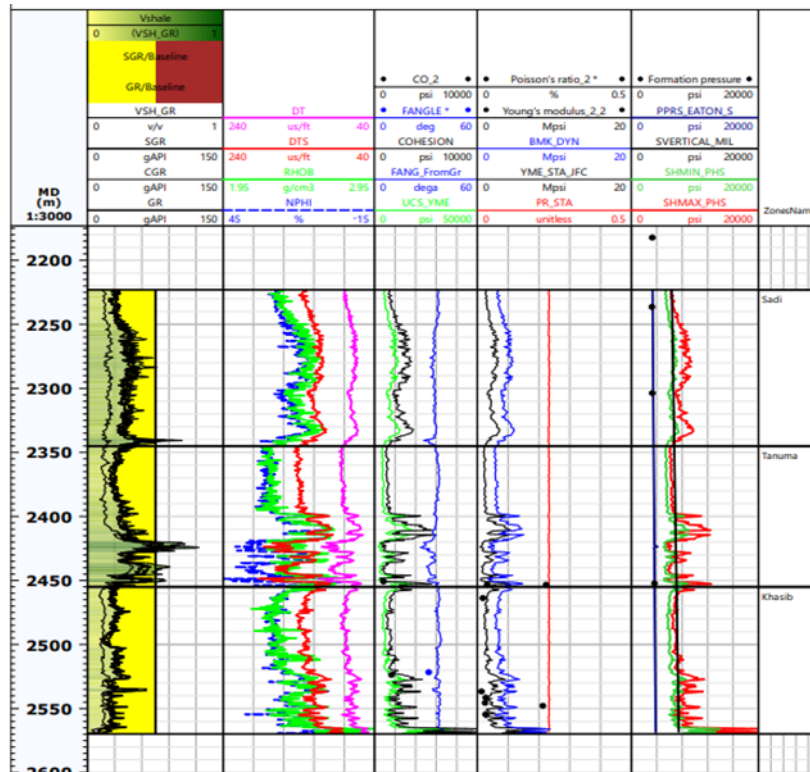 Vshale
0 (VSH_GR) 1
SGR/Baseline
GR/Baseline
VSH_GR
0 v/v 1
SGR
0 gAPI 150
CGR
0 gAPI 150
GR
0 gAPI 150
DT
240 us/ft 40
DTS
240 us/ft 40
RHOB
1.95 g/cm3 2.95
NPHI
45 % -15
CO_2
0 psi 10000
FANGLE *
0 deg 60
COHESION
0 psi 10000
FANG_FromGr
0 dega 60
UCS_YME
0 psi 50000
Poisson's ratio_2 *
0 % 0.5
Young's modulus_2_2
0 Mpsi 20
BMK_DYN
0 Mpsi 20
YME_STA_JFC
0 Mpsi 20
PR_STA
0 unitless 0.5
Formation pressure
0 psi 20000
PPRS_EATON_S
0 psi 20000
SVERTICAL_MIL
0 psi 20000
SHMIN_PHS
0 psi 20000
SHMAX_PHS
0 psi 20000
MD
(m)
1:3000
ZonesNam
2200
2250
Sadi
2300
2350
Tanuma
2400
2450
Khasib
2500
2550
2600